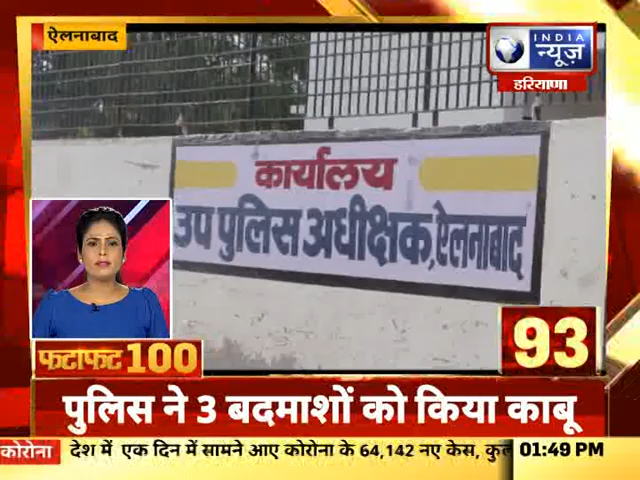 ऐलनाबाद
INDIA
न्यूज़
हरियाणा
कार्यालय
उप पुलिस अधीक्षक,ऐलनाबाद
फटाफट 100
93
पुलिस ने 3 बदमाशों को किया काबू
कोरोना देश में एक दिन में सामने आए कोरोना के 64,142 नए केस, कुल 01:49 PM